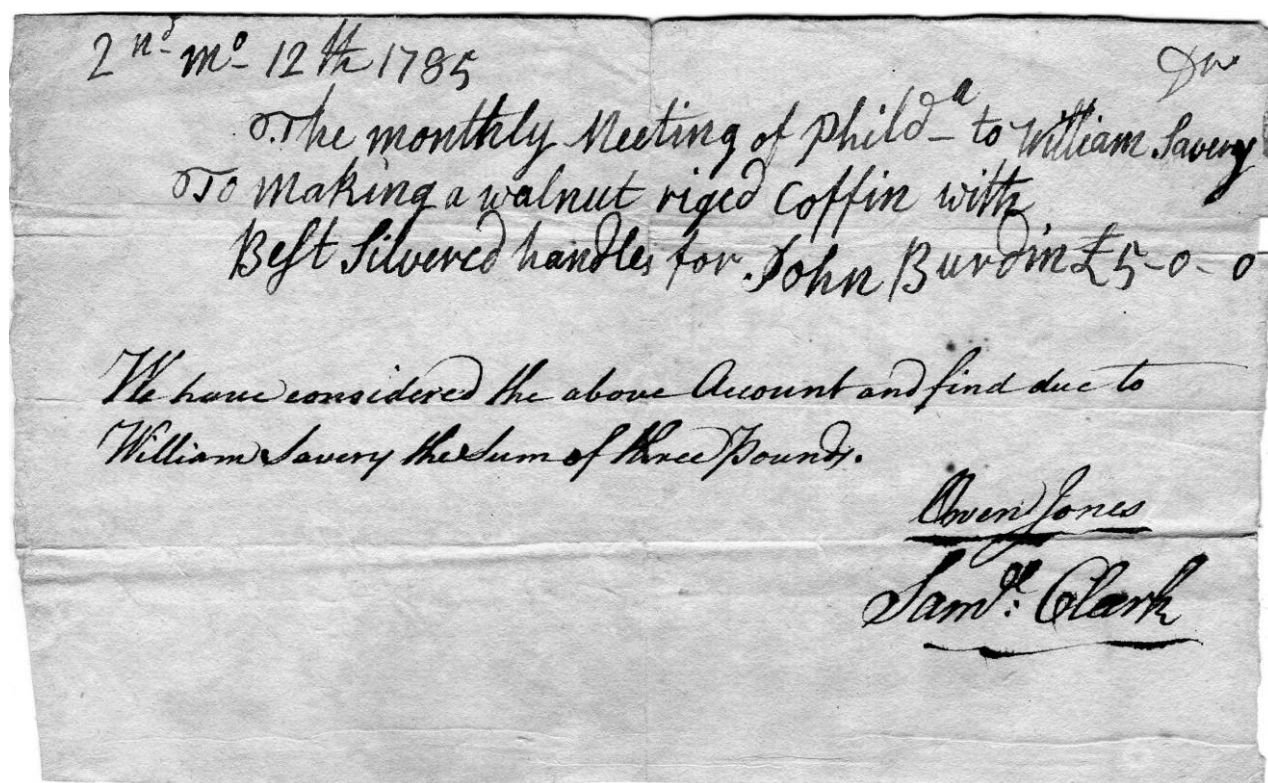 2nd mo 12th 1785
Dr
The monthly Meeting of Philda to William Savery
To making a walnut riged Coffin with
Best Silvered handles for John Burdin £5-0-0
We have considered the above Account and find due to
William Savery the Sum of three Pounds.
Owen Jones
Saml: Clark